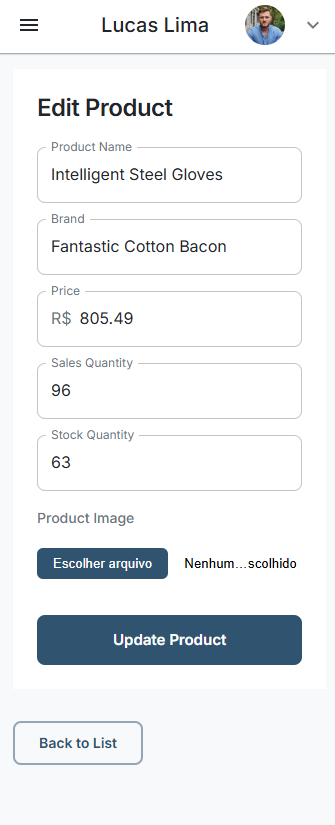 Lucas Lima
Edit Product
Product Name
Intelligent Steel Gloves
Brand
Fantastic Cotton Bacon
Price
R$ 805.49
Sales Quantity
96
Stock Quantity
63
Product Image
Escolher arquivo Nenhum...scolhido
Update Product
Back to List